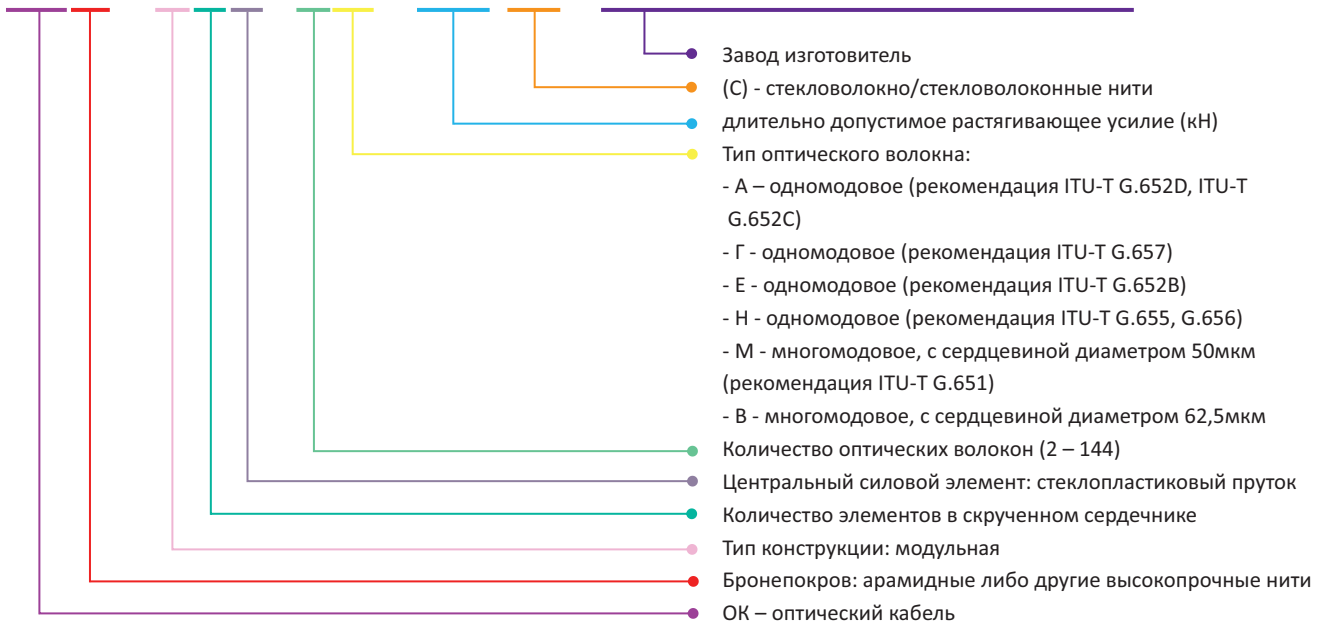 Завод изготовитель
(С) - стекловолокно/стекловолоконные нити
длительно допустимое растягивающее усилие (кН)
Тип оптического волокна:
- А – одномодовое (рекомендация ITU-T G.652D, ITU-T
G.652C)
- Г - одномодовое (рекомендация ITU-T G.657)
- Е - одномодовое (рекомендация ITU-T G.652B)
- Н - одномодовое (рекомендация ITU-T G.655, G.656)
- М - многомодовое, с сердцевиной диаметром 50мкм
(рекомендация ITU-T G.651)
- В - многомодовое, с сердцевиной диаметром 62,5мкм
Количество оптических волокон (2 – 144)
Центральный силовой элемент: стеклопластиковый пруток
Количество элементов в скрученном сердечнике
Тип конструкции: модульная
Бронепокров: арамидные либо другие высокопрочные нити
ОК – оптический кабель